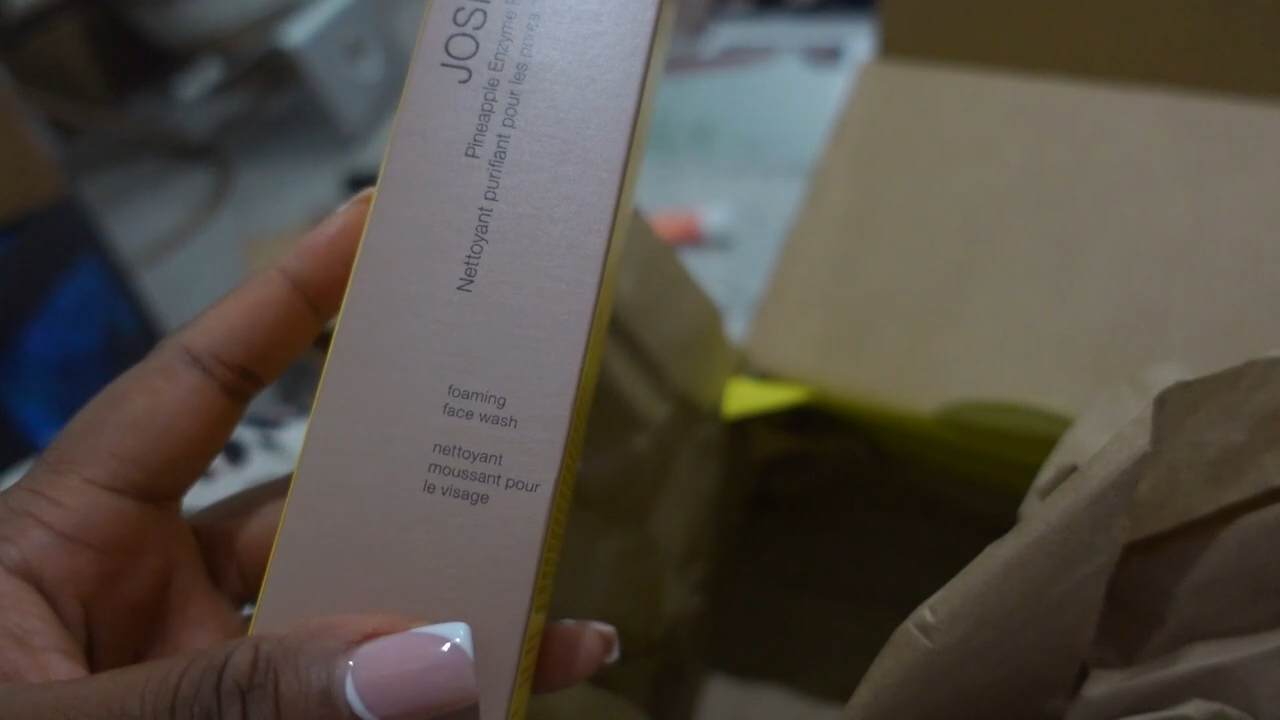 JOSI
Pineapple Enzyme
Nettoyant purifiant pour les
foaming
face wash
nettoyant
moussant pour
le visage